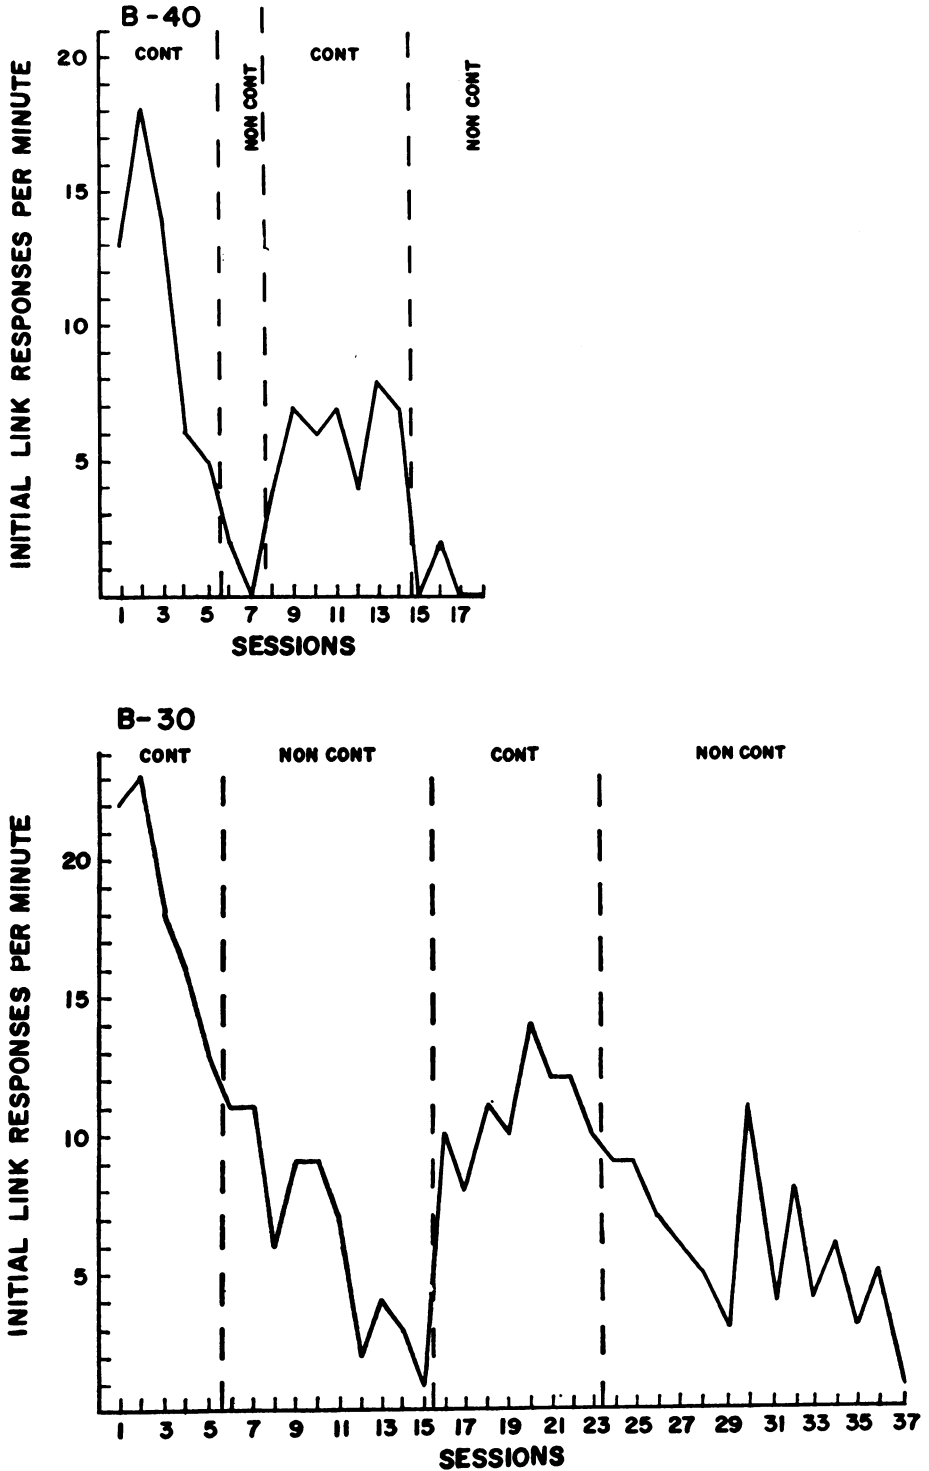 B-40
CONT
NON CONT
CONT
NON CONT
INITIAL LINK RESPONSES PER MINUTE
20
15
10
5
1 3 5 7 9 11 13 15 17
SESSIONS
B-30
CONT NON CONT CONT NON CONT
INITIAL LINK RESPONSES PER MINUTE
20
15
10
5
1 3 5 7 9 11 13 15 17 19 21 23 25 27 29 31 33 35 37
SESSIONS